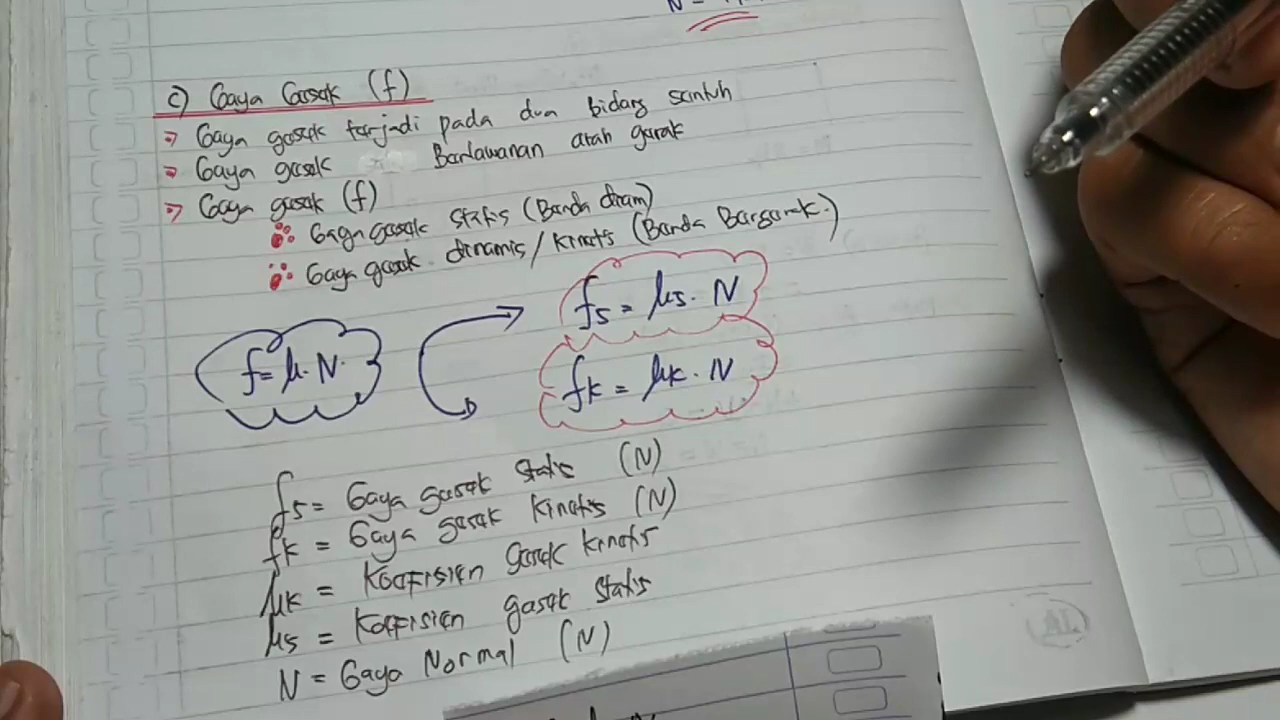 c) Gaya Gesek (f)
⇒ Gaya gesek terjadi pada dua bidang sentuh
⇒ Gaya gesek Berlawanan arah gerak
⇒ Gaya gesek (f)
Gaya gesek statis (Benda diam)
Gaya gesek dinamis/kinetis (Benda Bergerak)
f = μ. N.
fs = μs. N
fk = μk. N
fs = Gaya gesek statis (N)
fk = Gaya gesek kinetis (N)
μk = Koefisien gesek kinetis
μs = Koefisien gesek statis
N = Gaya Normal (N)